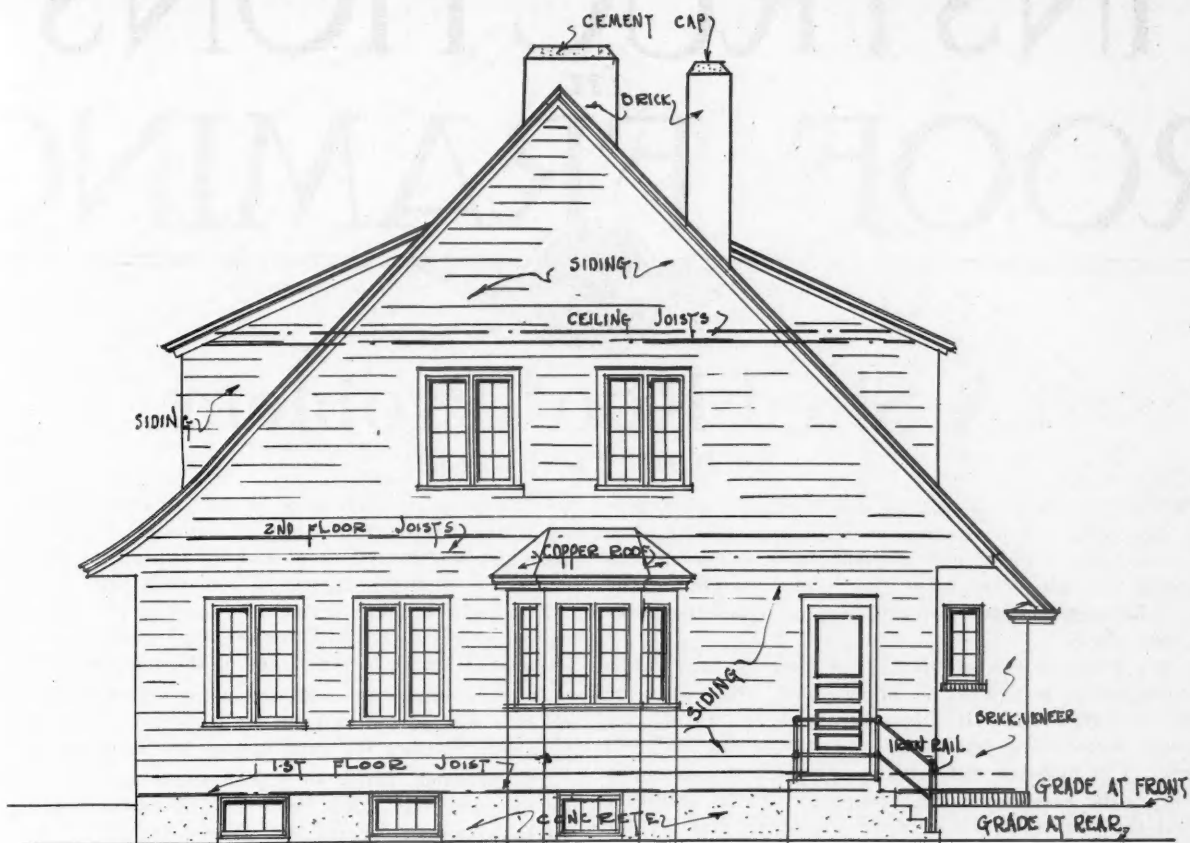 CEMENT CAP
BRICK
SIDING
CEILING JOISTS
SIDING
2ND FLOOR JOISTS
COPPER ROOF
SIDING
BRICK VENEER
IRON RAIL
1ST FLOOR JOIST
GRADE AT FRONT
CONCRETE
GRADE AT REAR